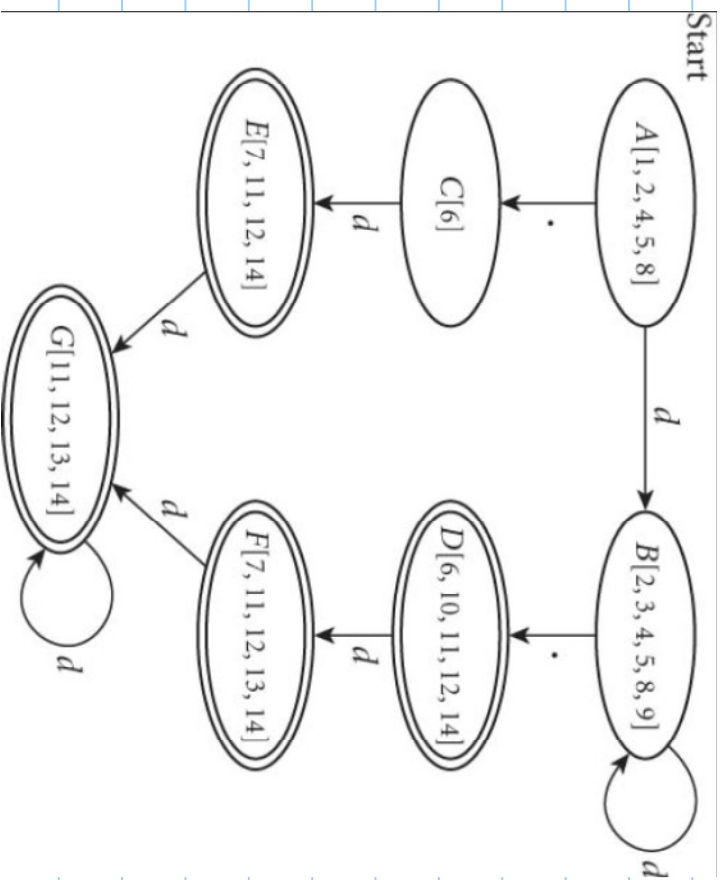 Start
A[1, 2, 4, 5, 8]
d
B[2, 3, 4, 5, 8, 9]
d
.
.
C[6]
D[6, 10, 11, 12, 14]
d
d
E[7, 11, 12, 14]
F[7, 11, 12, 13, 14]
d
d
G[11, 12, 13, 14]
d